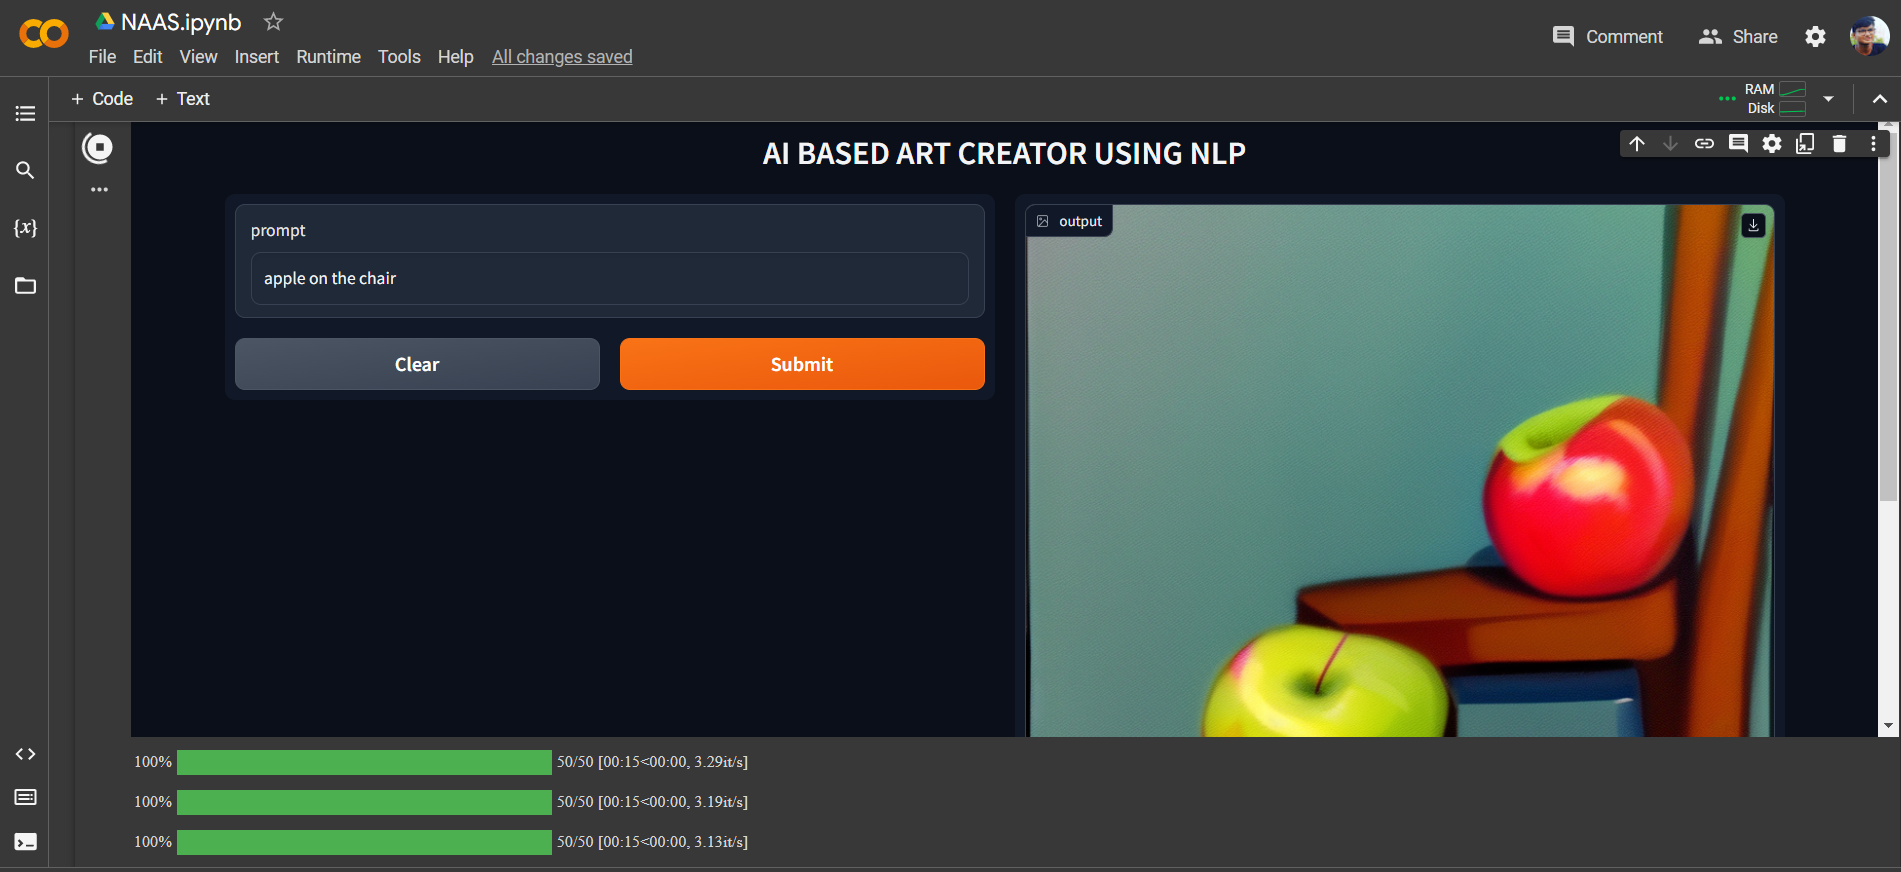 NAAS.ipynb
File Edit View Insert Runtime Tools Help All changes saved
Comment Share
+ Code + Text
RAM
Disk
{x}
AI BASED ART CREATOR USING NLP
prompt
apple on the chair
Clear Submit
output
100% 50/50 [00:15<00:00, 3.29it/s]
100% 50/50 [00:15<00:00, 3.19it/s]
100% 50/50 [00:15<00:00, 3.13it/s]